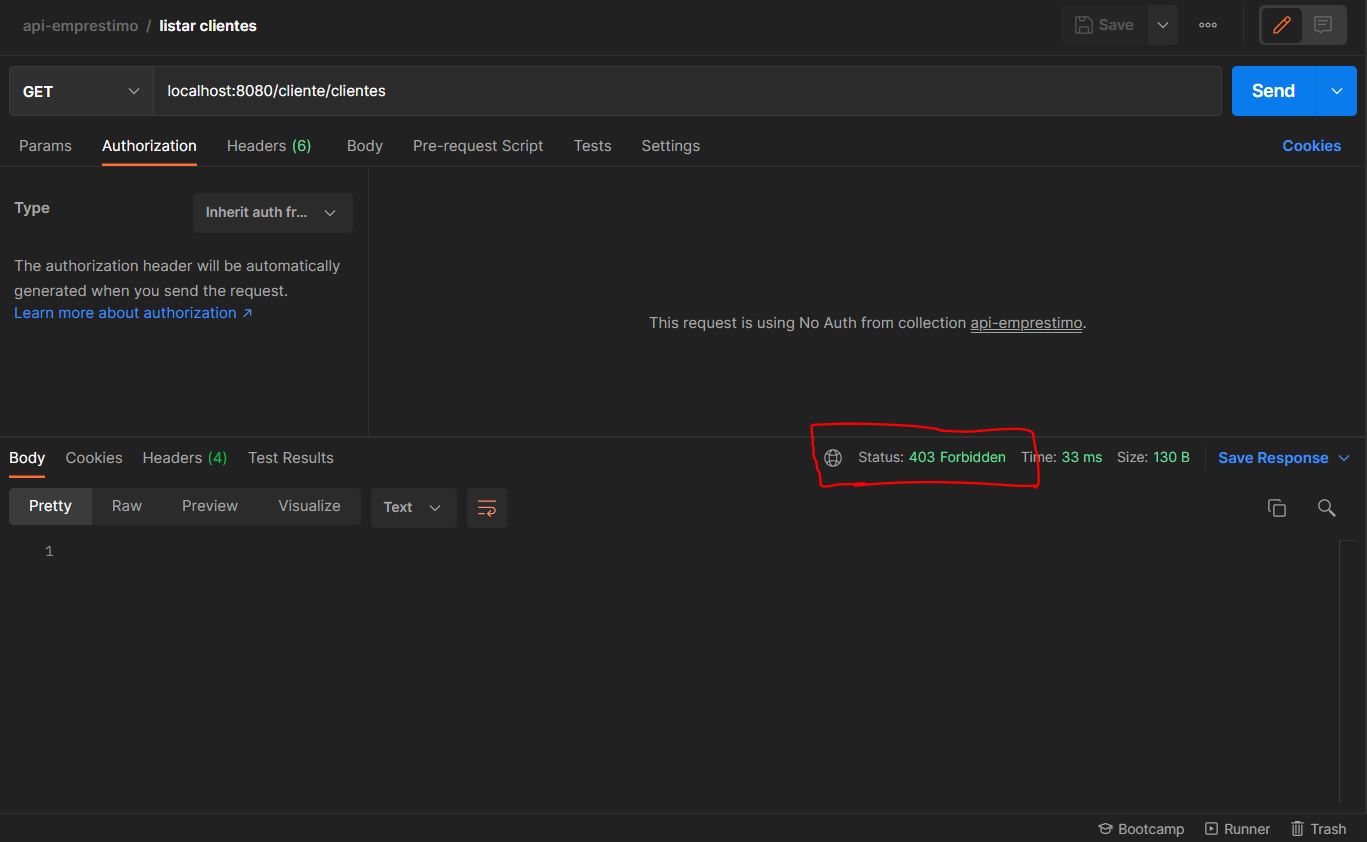 api-emprestimo / listar clientes
Save
GET localhost:8080/cliente/clientes Send
Params Authorization Headers (6) Body Pre-request Script Tests Settings Cookies
Type Inherit auth fr...
The authorization header will be automatically
generated when you send the request.
Learn more about authorization ↗
This request is using No Auth from collection api-emprestimo.
Body Cookies Headers (4) Test Results Status: 403 Forbidden Time: 33 ms Size: 130 B Save Response
Pretty Raw Preview Visualize Text
1
Bootcamp Runner Trash